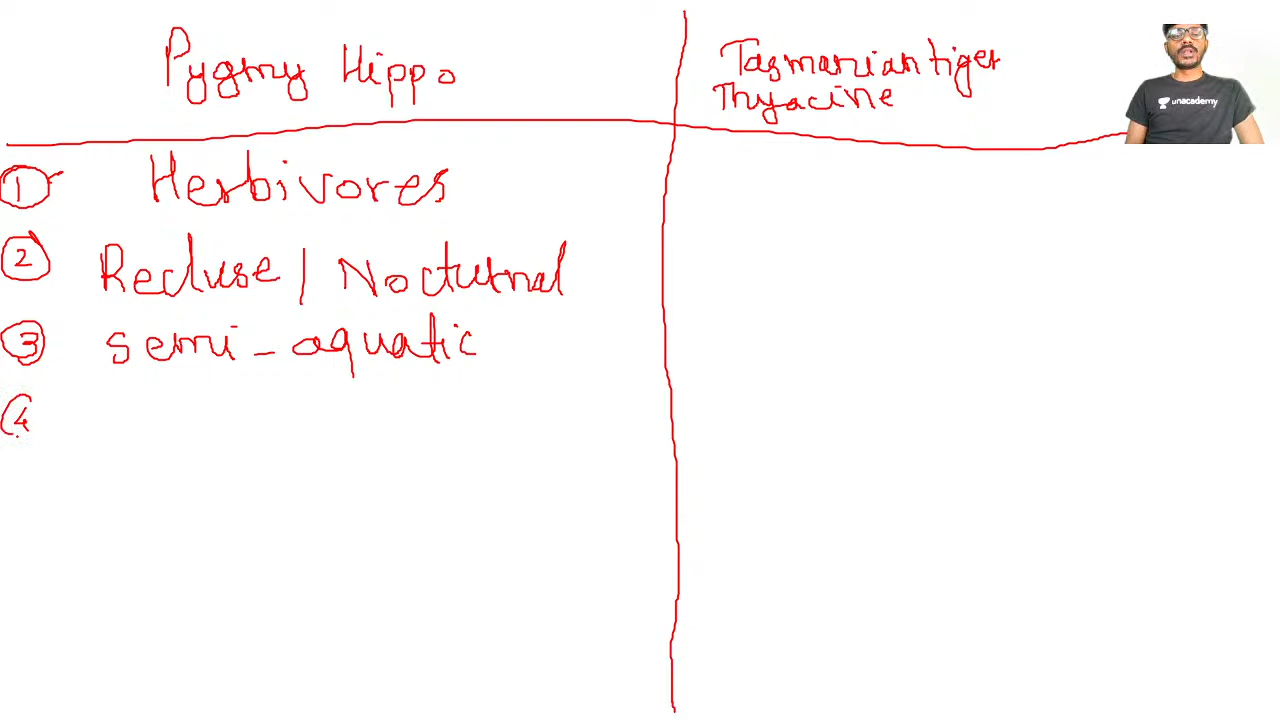 Pygmy Hippo
Tasmanian tiger
Thyacine
unacademy
1 Herbivores
2 Recluse / Nocturnal
3 semi-aquatic
4